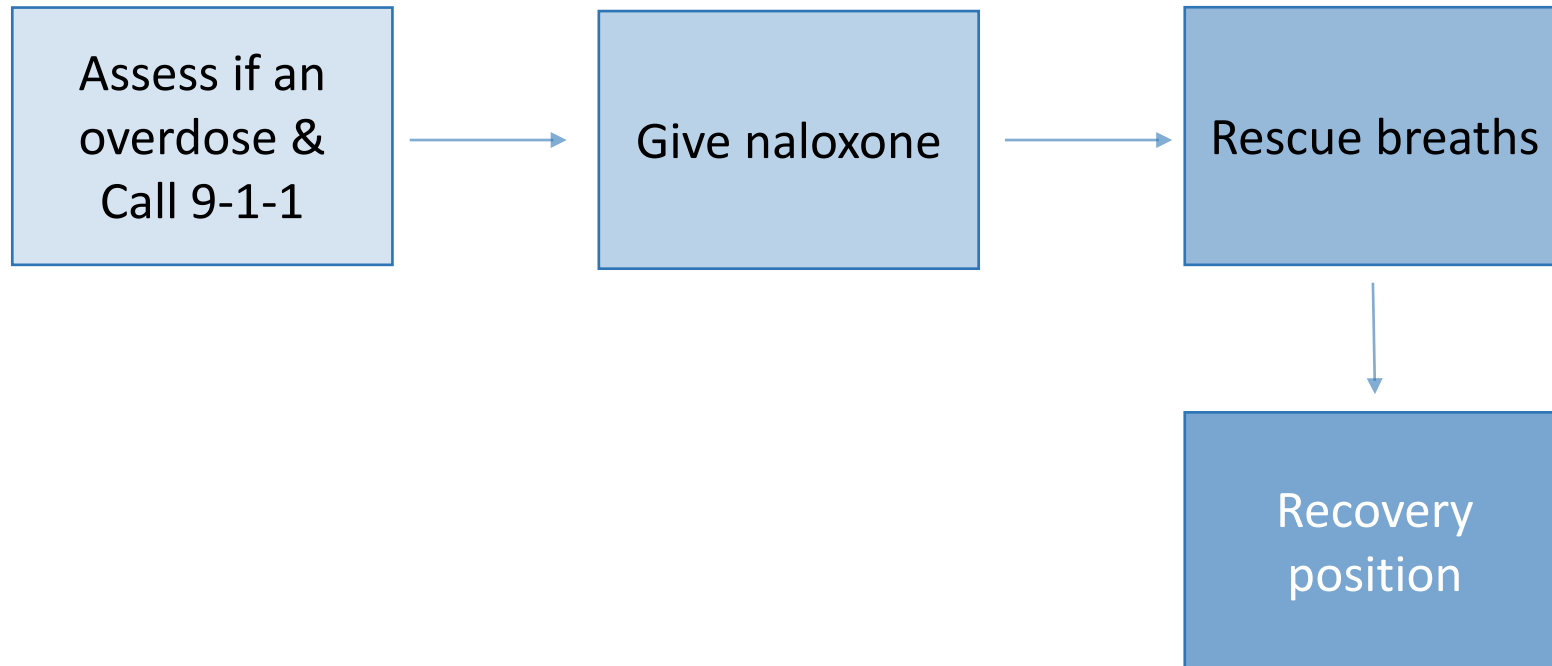 Assess if an
overdose &
Call 9-1-1
Give naloxone
Rescue breaths
Recovery
position